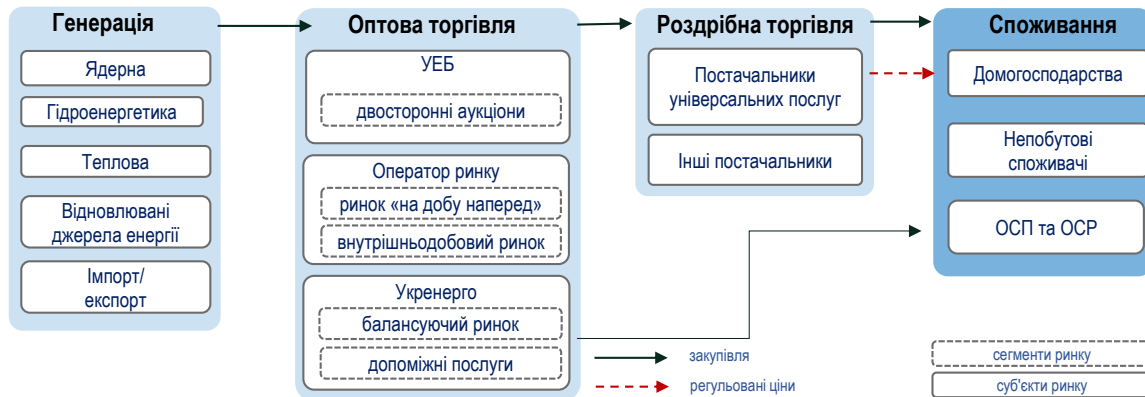 Генерація
Ядерна
Гідроенергетика
Теплова
Відновлювані
джерела енергії
Імпорт/
експорт
Оптова торгівля
УЕБ
двосторонні аукціони
Оператор ринку
ринок «на добу наперед»
внутрішньодобовий ринок
Укренерго
балансуючий ринок
допоміжні послуги
Роздрібна торгівля
Постачальники
універсальних послуг
Інші постачальники
Споживання
Домогосподарства
Непобутові
споживачі
ОСП та ОСР
закупівля
регульовані ціни
сегменти ринку
суб'єкти ринку